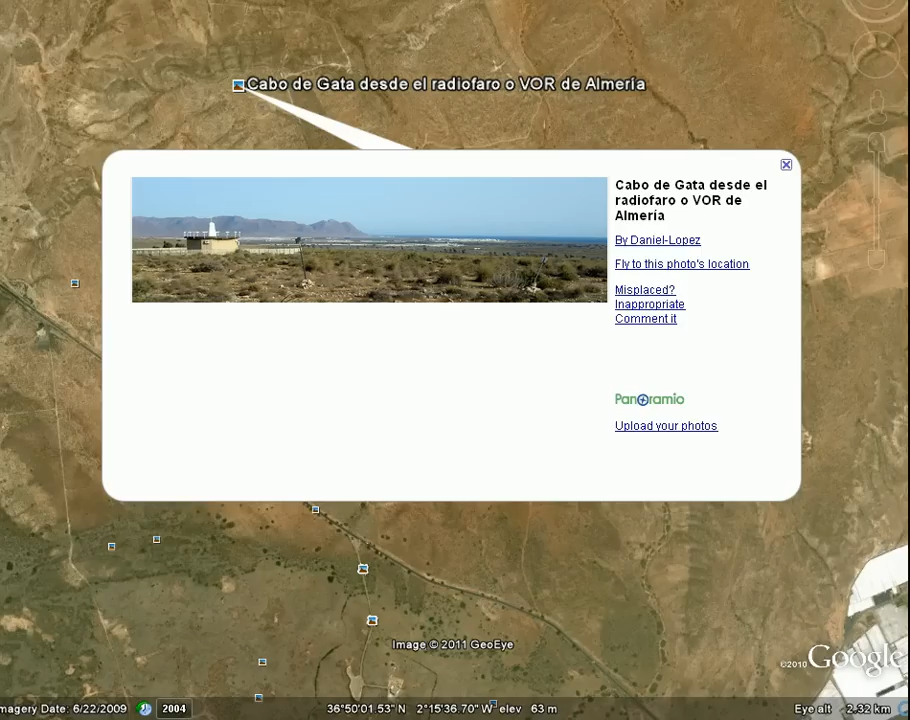 Cabo de Gata desde el radiofaro o VOR de Almería
Cabo de Gata desde el
radiofaro o VOR de
Almería
By Daniel-Lopez
Fly to this photo's location
Misplaced?
Inappropriate
Comment it
Panoramio
Upload your photos
Image © 2011 GeoEye
©2010 Google
magery Date: 6/22/2009 2004 36°50'01.53" N 2°15'36.70" W elev 63 m Eye alt 2.32 km